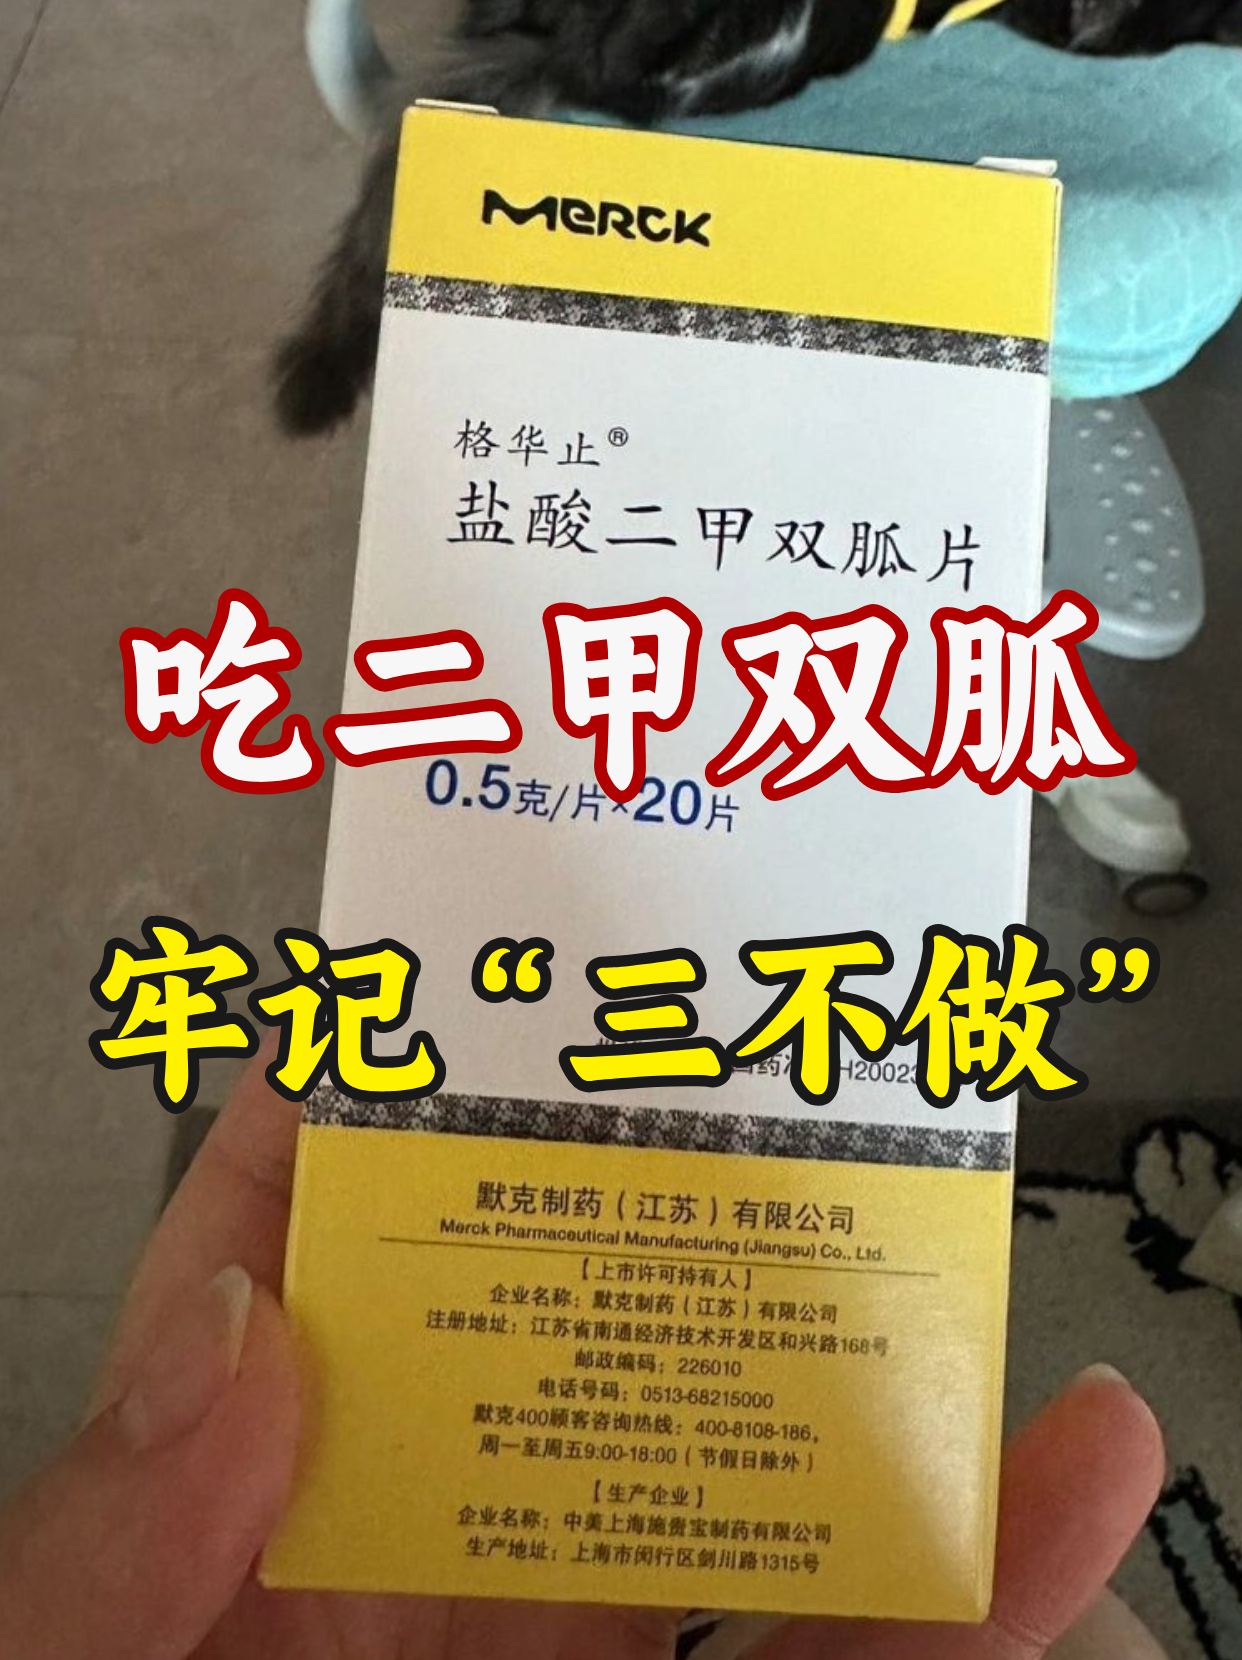 MERCK
格华止®
盐酸二甲双胍片
吃二甲双胍
0.5克/片×20片
牢记“三不做”
国药准 H20023
默克制药（江苏）有限公司
Merck Pharmaceutical Manufacturing (Jiangsu) Co., Ltd.
【上市许可持有人】
企业名称：默克制药（江苏）有限公司
注册地址：江苏省南通经济技术开发区和兴路168号
邮政编码：226010
电话号码：0513-68215000
默克400顾客咨询热线：400-8108-186，
周一至周五9:00-18:00（节假日除外）
【生产企业】
企业名称：中美上海施贵宝制药有限公司
生产地址：上海市闵行区剑川路1315号